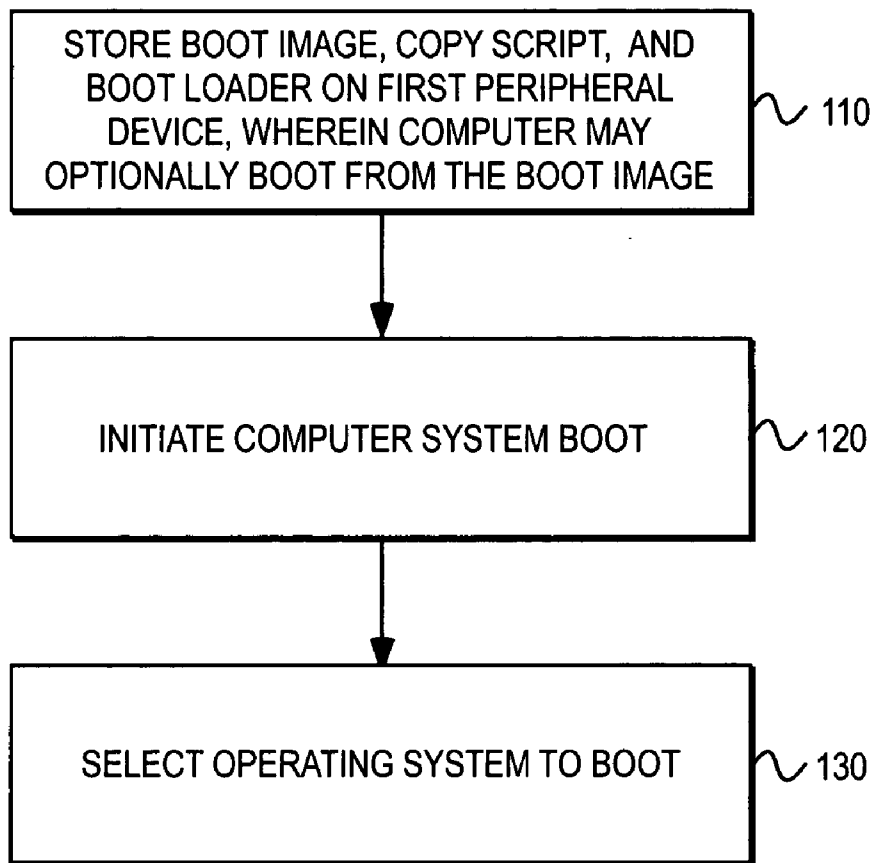 STORE BOOT IMAGE, COPY SCRIPT, AND
BOOT LOADER ON FIRST PERIPHERAL
DEVICE, WHEREIN COMPUTER MAY
OPTIONALLY BOOT FROM THE BOOT IMAGE
110
INITIATE COMPUTER SYSTEM BOOT
120
SELECT OPERATING SYSTEM TO BOOT
130